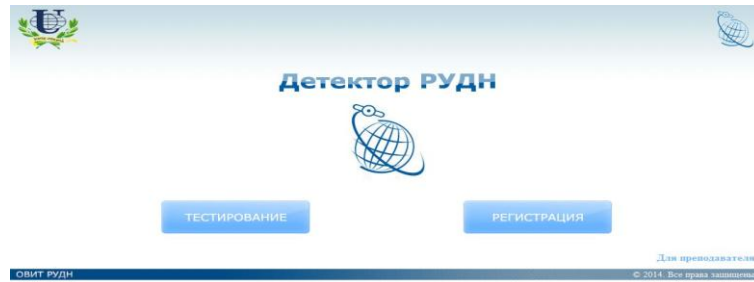 Детектор РУДН
ТЕСТИРОВАНИЕ
РЕГИСТРАЦИЯ
Для преподавателя
ОВИТ РУДН
© 2014. Все права защищены